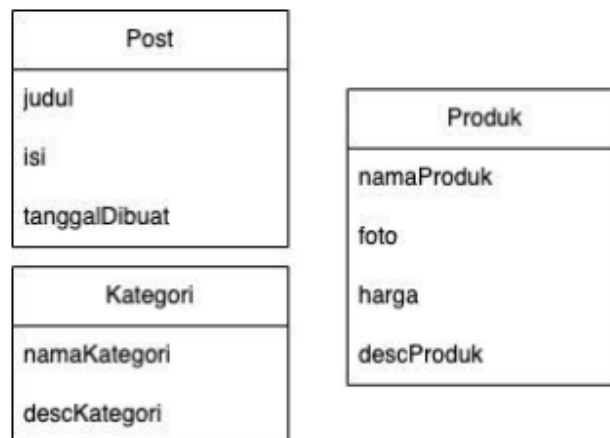 Post
judul
isi
tanggalDibuat
Kategori
namaKategori
descKategori
Produk
namaProduk
foto
harga
descProduk